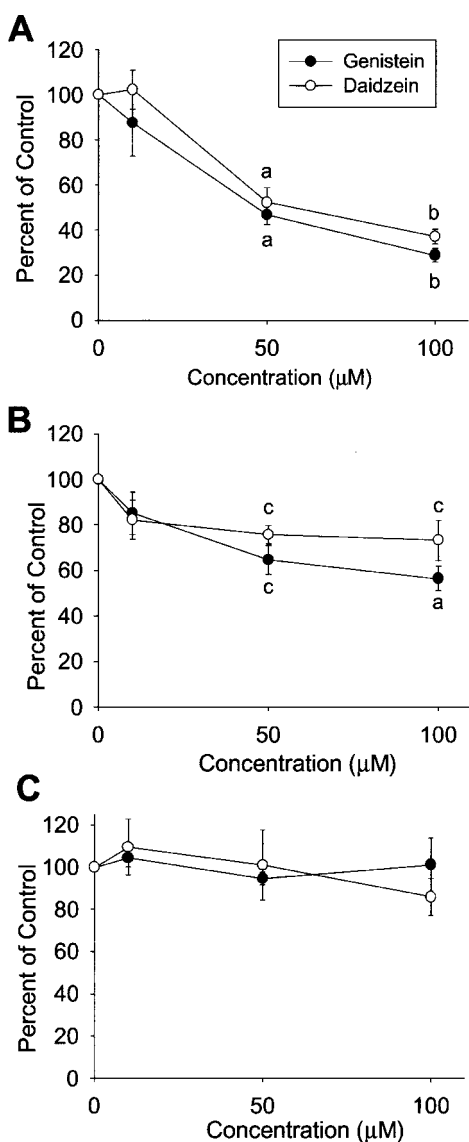 A
120
100
80
60
40
20
0
Percent of Control
Genistein
Daidzein
a
a
b
b
0 50 100
Concentration (μM)
B
120
100
80
60
40
20
0
Percent of Control
c
c
c
a
0 50 100
Concentration (μM)
C
120
100
80
60
40
20
0
Percent of Control
0 50 100
Concentration (μM)